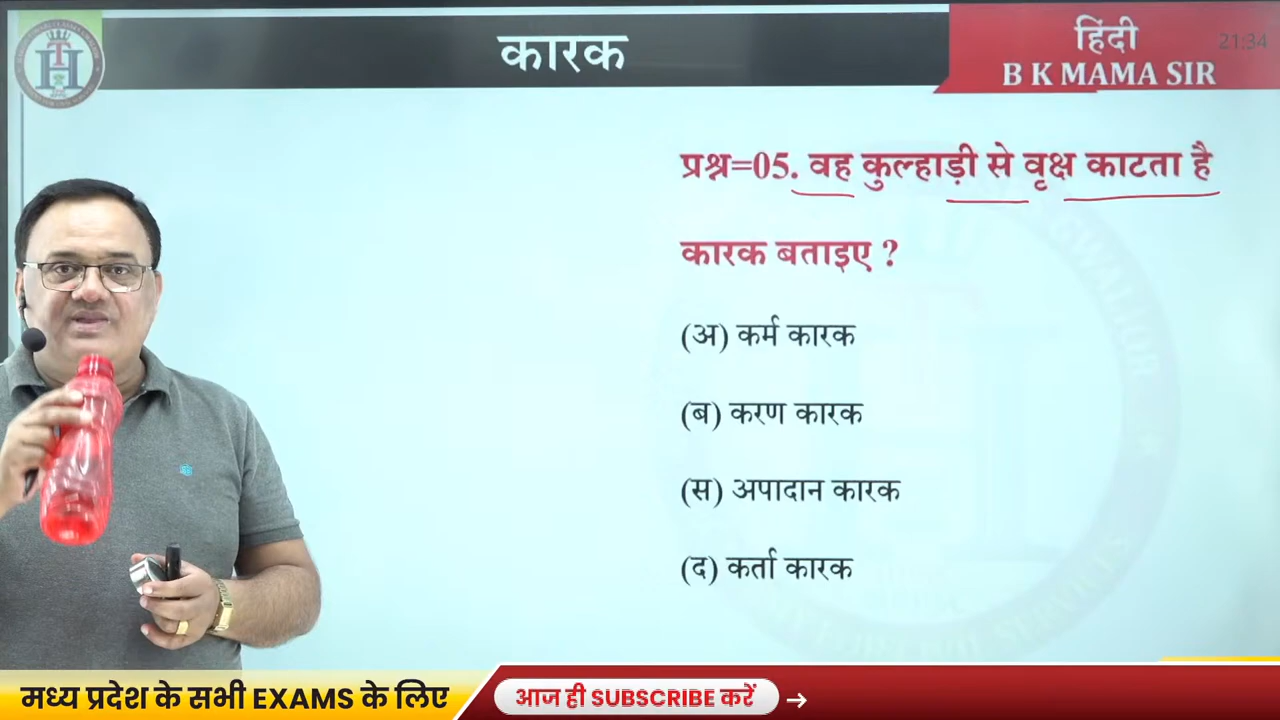 कारक
हिंदी
B K MAMA SIR
21:34
प्रश्न=05. वह कुल्हाड़ी से वृक्ष काटता है
कारक बताइए ?
(अ) कर्म कारक
(ब) करण कारक
(स) अपादान कारक
(द) कर्ता कारक
मध्य प्रदेश के सभी EXAMS के लिए
आज ही SUBSCRIBE करें